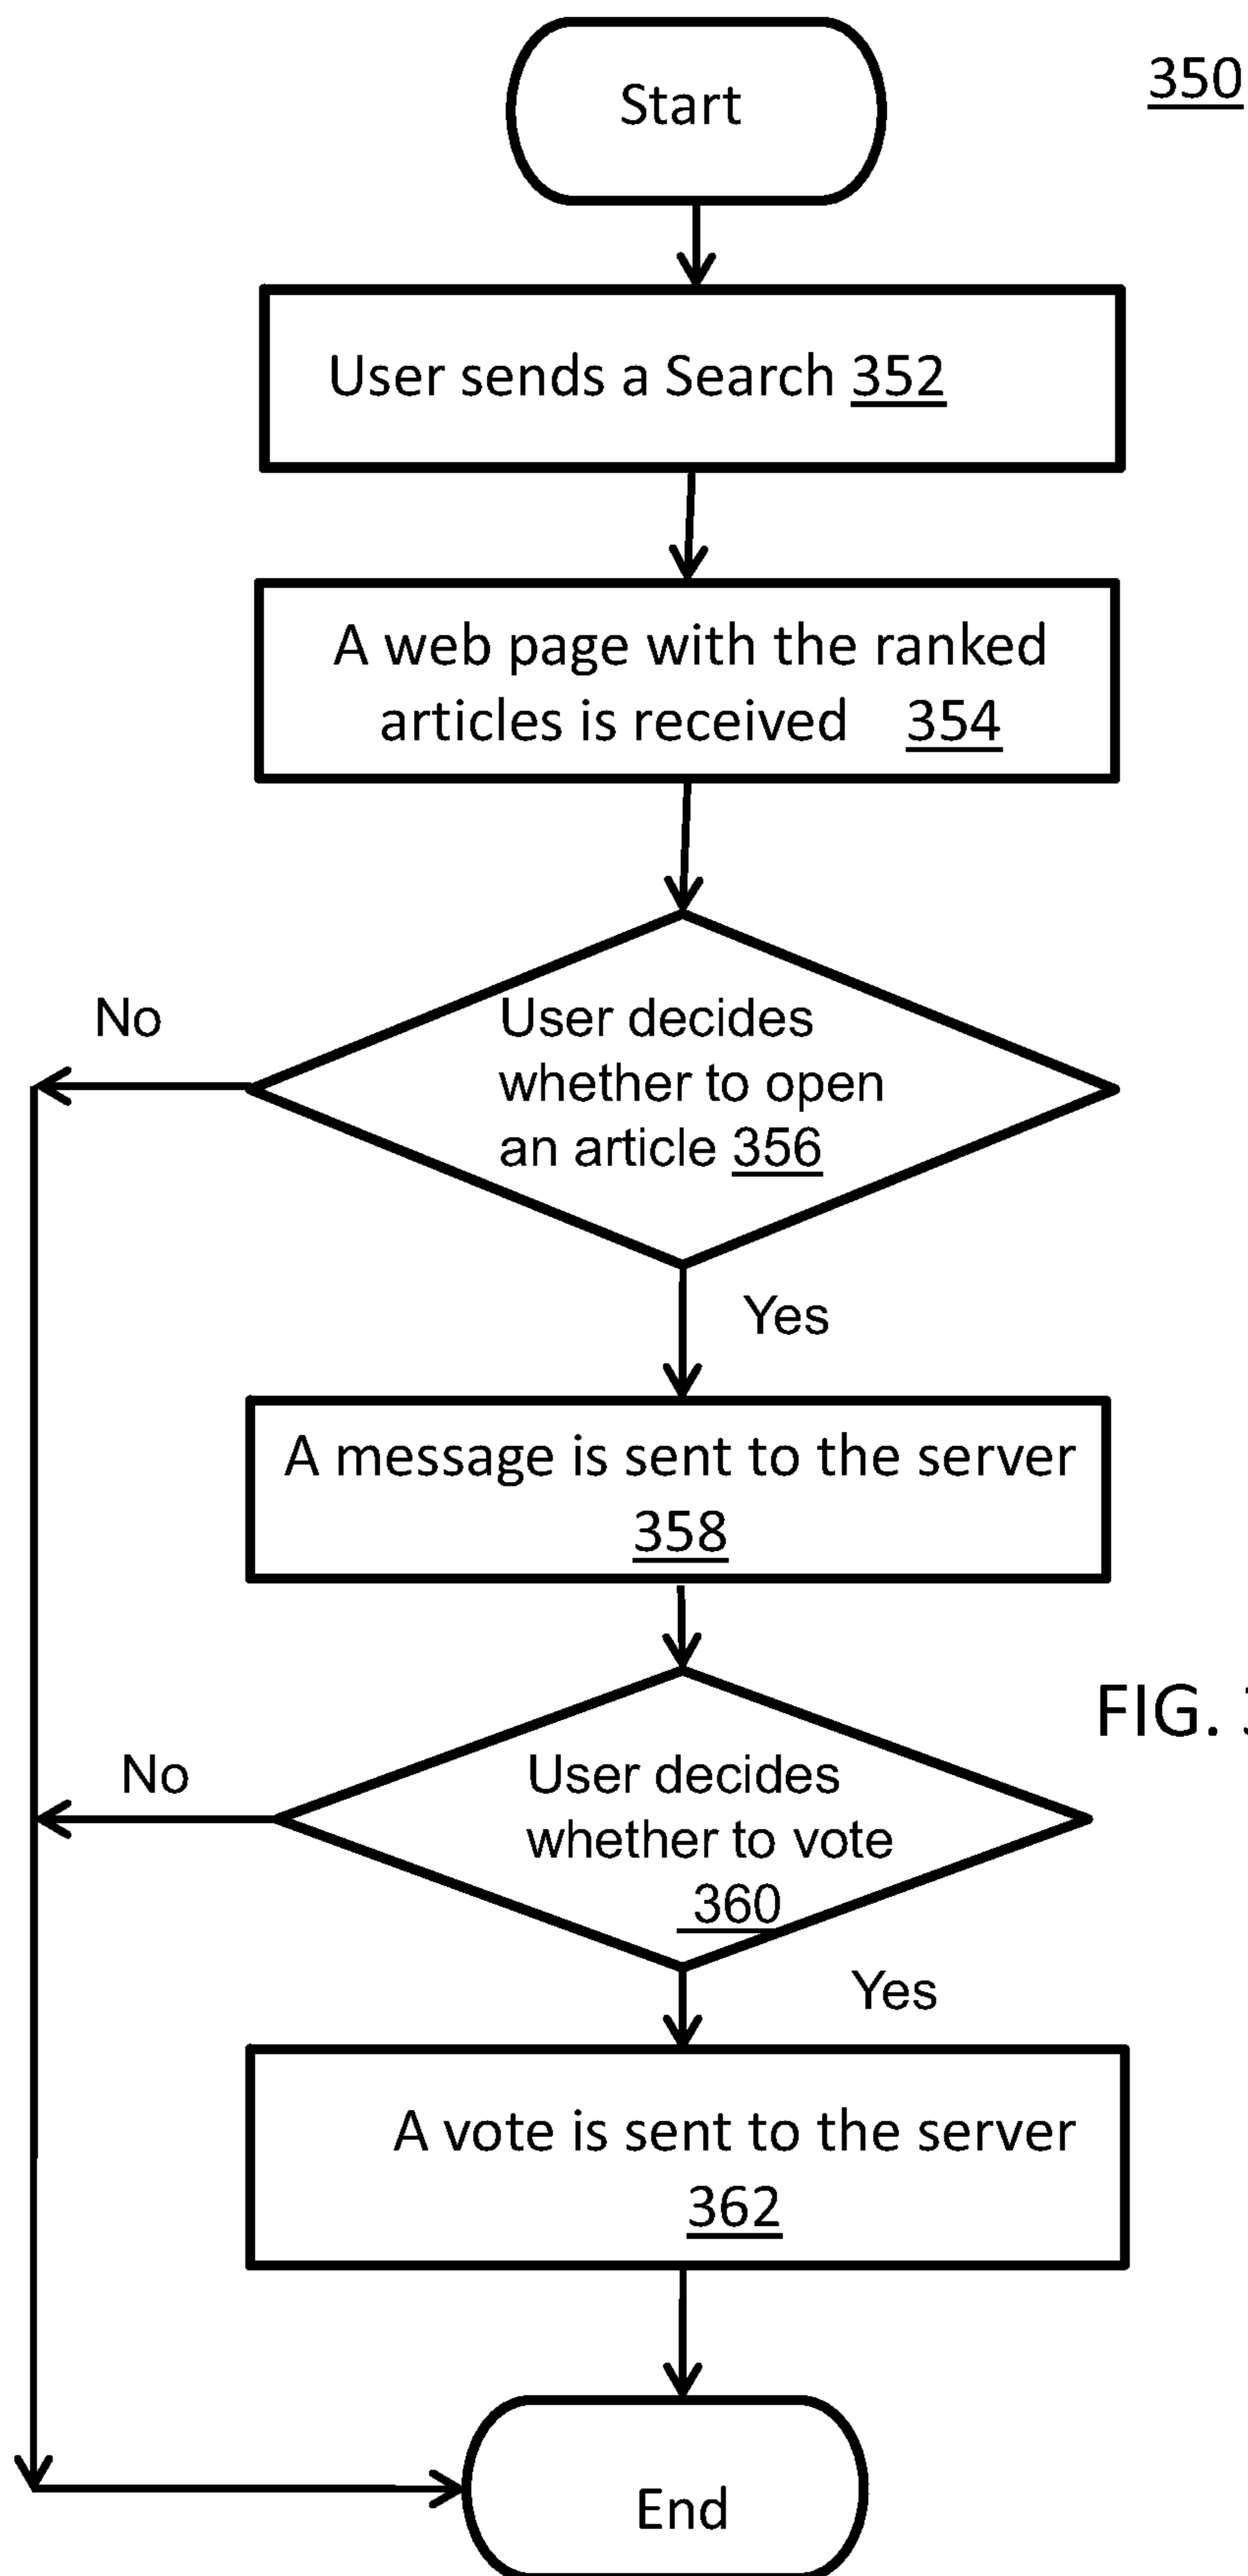 Start
350
User sends a Search 352
A web page with the ranked
articles is received 354
No
User decides
whether to open
an article 356
Yes
A message is sent to the server
358
FIG.
No
User decides
whether to vote
360
Yes
A vote is sent to the server
362
End